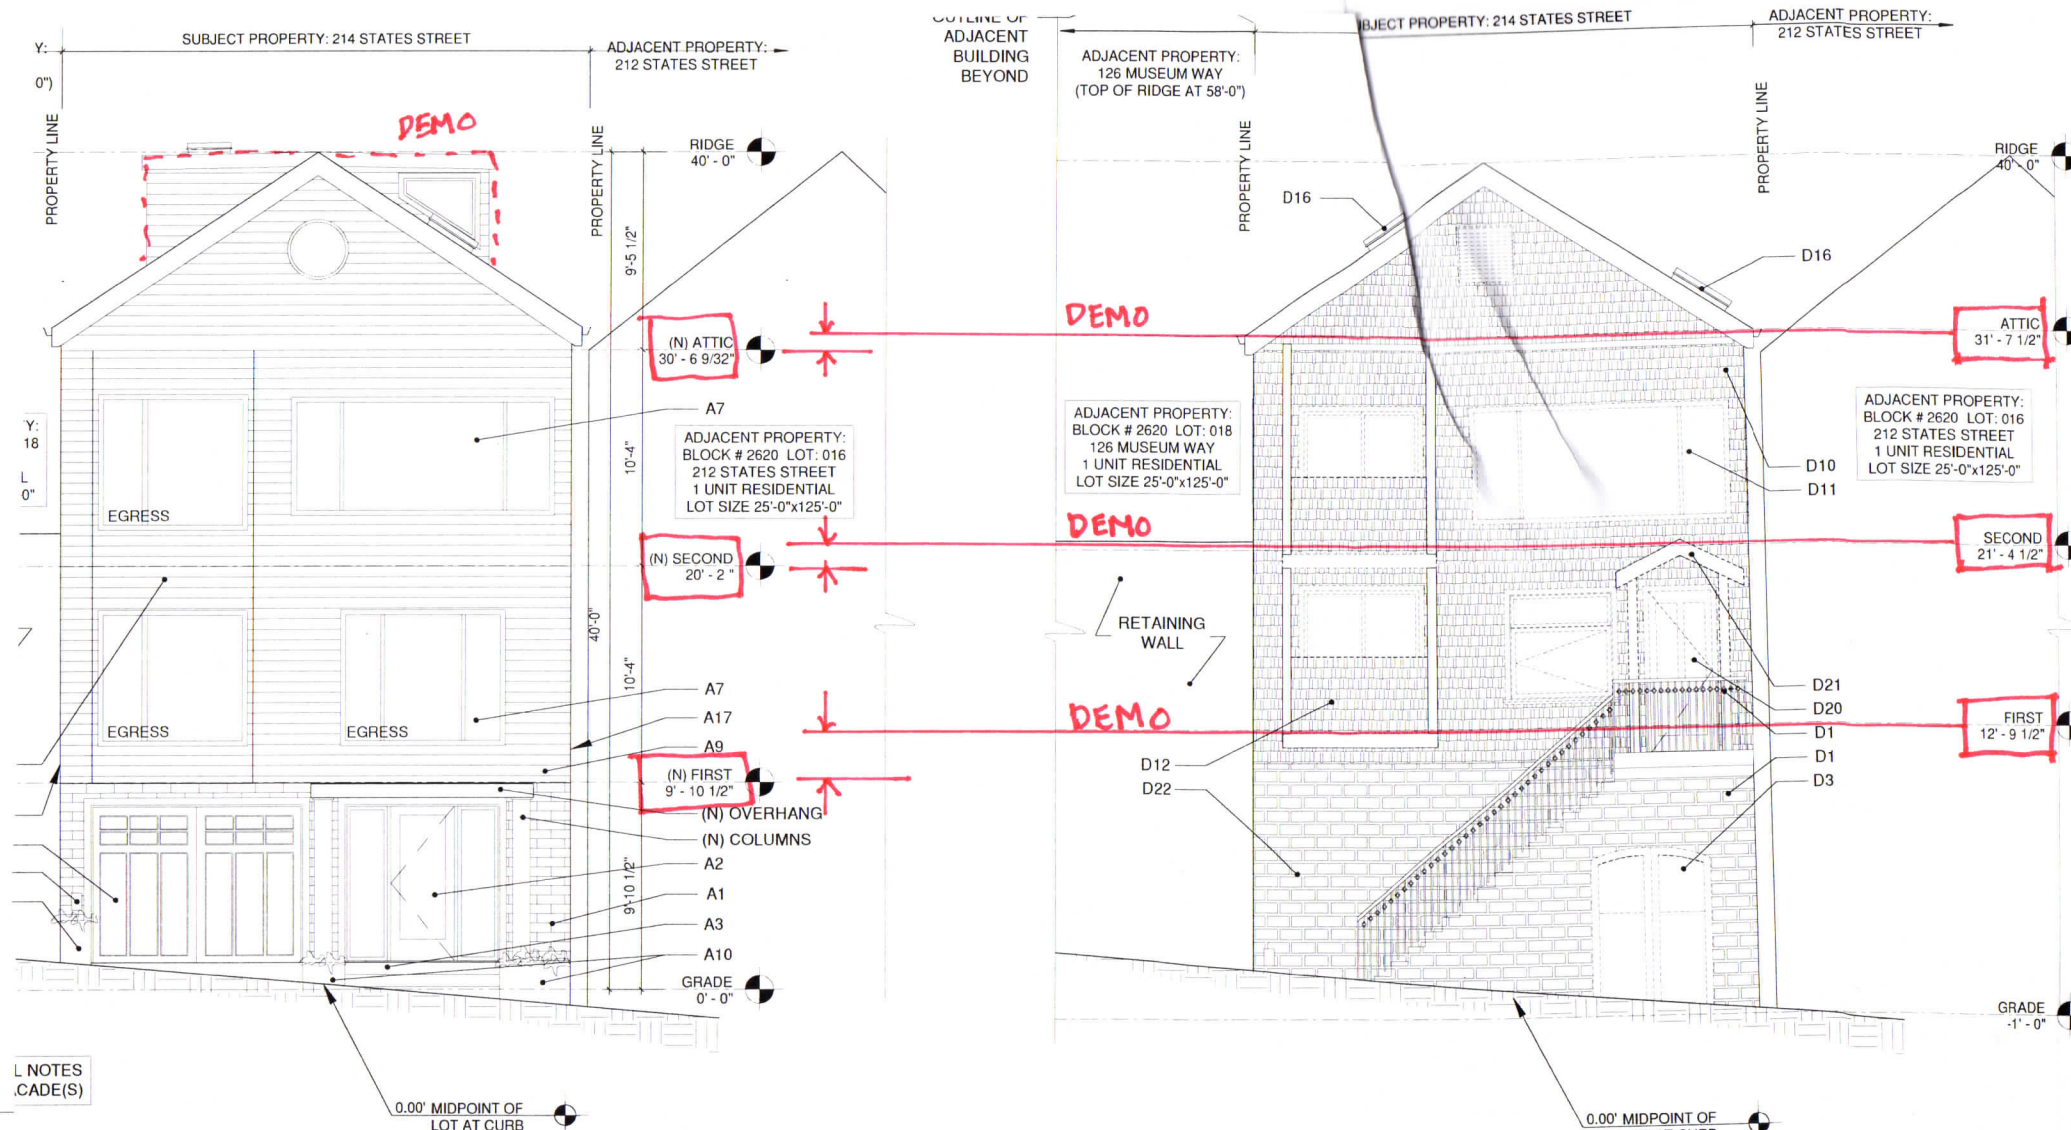 Y:
0")
SUBJECT PROPERTY: 214 STATES STREET
ADJACENT PROPERTY:
212 STATES STREET
PROPERTY LINE
DEMO
PROPERTY LINE
RIDGE
40' - 0"
9'-5 1/2"
(N) ATTIC
30' - 6 9/32"
A7
Y:
18
L
0"
ADJACENT PROPERTY:
BLOCK # 2620 LOT: 016
212 STATES STREET
1 UNIT RESIDENTIAL
LOT SIZE 25'-0"x125'-0"
10'-4"
EGRESS
(N) SECOND
20' - 2 "
40'-0"
10'-4"
A7
A17
EGRESS
EGRESS
A9
(N) FIRST
9' - 10 1/2"
(N) OVERHANG
(N) COLUMNS
A2
9'-10 1/2"
A1
A3
A10
GRADE
0' - 0"
L NOTES
CADE(S)
0.00' MIDPOINT OF
LOT AT CURB
OUTLINE OF
ADJACENT
BUILDING
BEYOND
ADJACENT PROPERTY:
126 MUSEUM WAY
(TOP OF RIDGE AT 58'-0")
BJECT PROPERTY: 214 STATES STREET
ADJACENT PROPERTY:
212 STATES STREET
PROPERTY LINE
PROPERTY LINE
RIDGE
40' - 0"
D16
D16
DEMO
ATTIC
31' - 7 1/2"
ADJACENT PROPERTY:
BLOCK # 2620 LOT: 018
126 MUSEUM WAY
1 UNIT RESIDENTIAL
LOT SIZE 25'-0"x125'-0"
ADJACENT PROPERTY:
BLOCK # 2620 LOT: 016
212 STATES STREET
1 UNIT RESIDENTIAL
LOT SIZE 25'-0"x125'-0"
D10
D11
DEMO
SECOND
21' - 4 1/2"
RETAINING
WALL
D21
D20
DEMO
FIRST
12' - 9 1/2"
D1
D1
D12
D22
D3
GRADE
-1' - 0"
0.00' MIDPOINT OF